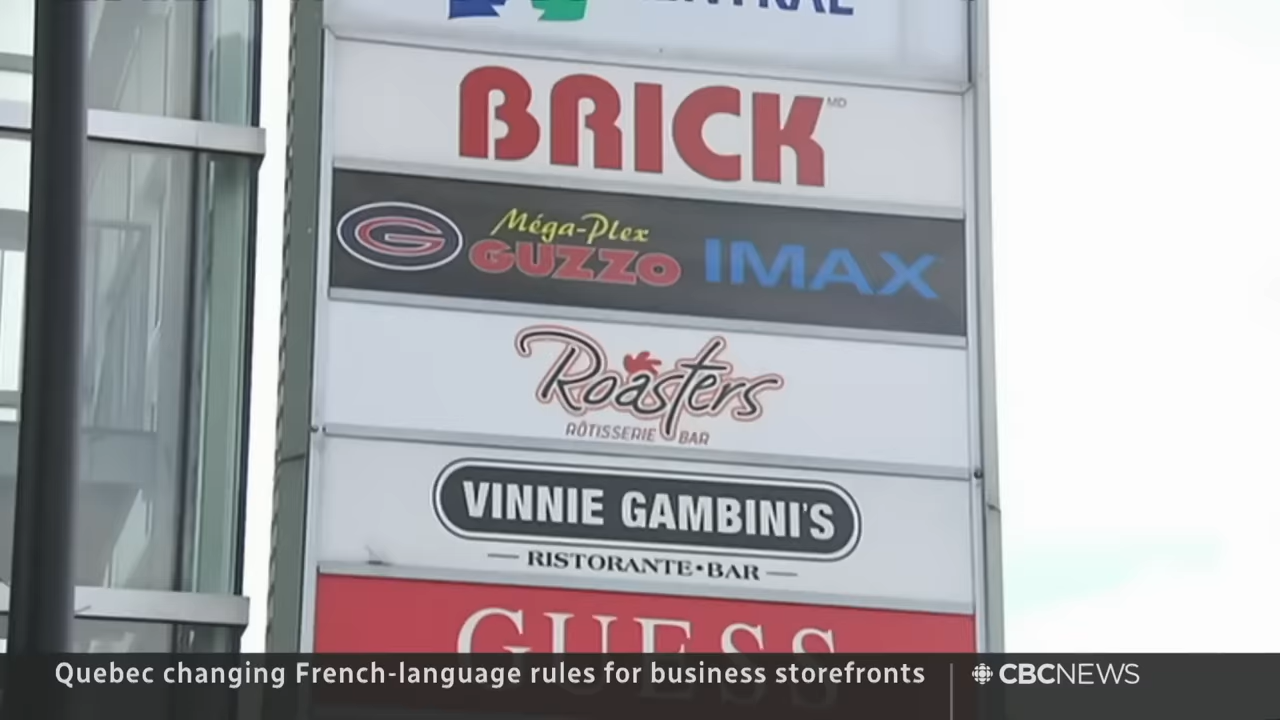 BRICK MD
G
Méga-Plex
GUZZO IMAX
Roasters
RÔTISSERIE BAR
VINNIE GAMBINI'S
RISTORANTE•BAR
GUESS
Quebec changing French-language rules for business storefronts
CBCNEWS